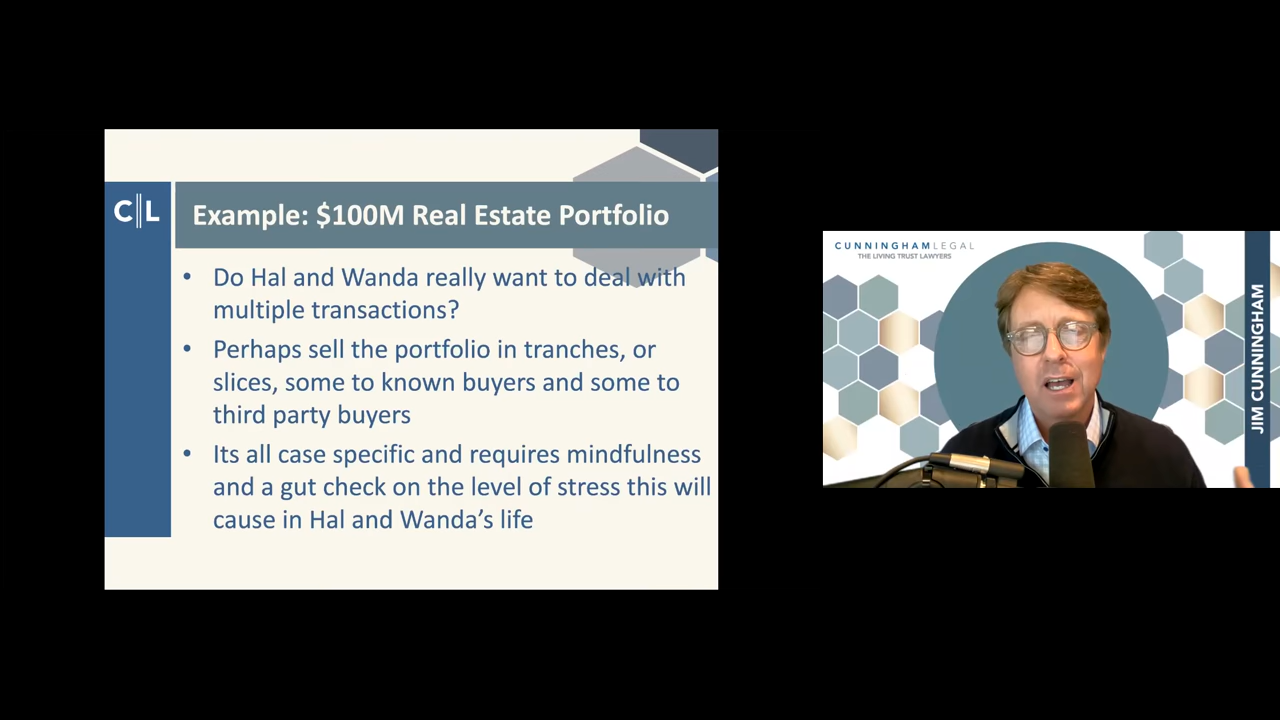 C||L
Example: $100M Real Estate Portfolio
• Do Hal and Wanda really want to deal with
multiple transactions?
• Perhaps sell the portfolio in tranches, or
slices, some to known buyers and some to
third party buyers
• Its all case specific and requires mindfulness
and a gut check on the level of stress this will
cause in Hal and Wanda's life
CUNNINGHAMLEGAL
THE LIVING TRUST LAWYERS
JIM CUNNINGHAM